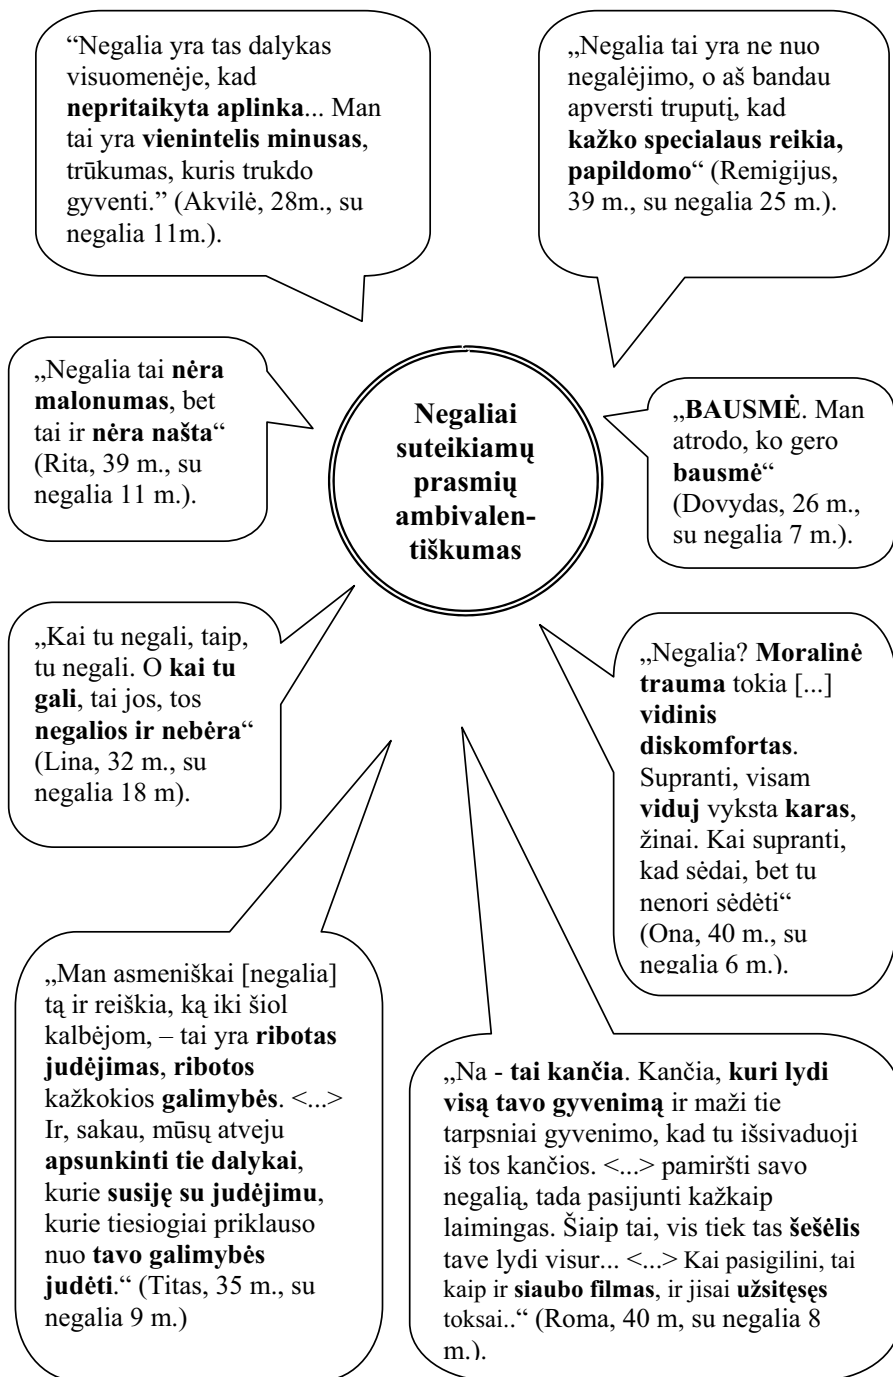 “Negalia yra tas dalykas
visuomenėje, kad
nepritaikyta aplinka... Man
tai yra vienintelis minusas,
trūkumas, kuris trukdo
gyventi.” (Akvilė, 28m., su
negalia 11m.).
„Negalia tai yra ne nuo
negalėjimo, o aš bandau
apversti truputį, kad
kažko specialaus reikia,
papildomo“ (Remigijus,
39 m., su negalia 25 m.).
„Negalia tai nėra
malonumas, bet
tai ir nėra našta“
(Rita, 39 m., su
negalia 11 m.).
Negaliai
suteikiamų
prasmių
ambivalen-
tiškumas
„BAUSMĖ. Man
atrodo, ko gero
bausmė“
(Dovydas, 26 m.,
su negalia 7 m.).
„Kai tu negali, taip,
tu negali. O kai tu
gali, tai jos, tos
negalios ir nebėra“
(Lina, 32 m., su
negalia 18 m).
„Negalia? Moralinė
trauma tokia [...]
vidinis
diskomfortas.
Supranti, visam
viduj vyksta karas,
žinai. Kai supranti,
kad sėdai, bet tu
nenori sėdėti“
(Ona, 40 m., su
negalia 6 m.).
„Man asmeniškai [negalia]
tą ir reiškia, ką iki šiol
kalbėjom, – tai yra ribotas
judėjimas, ribotos
kažkokios galimybės. <...>
Ir, sakau, mūsų atveju
apsunkinti tie dalykai,
kurie susiję su judėjimu,
kurie tiesiogiai priklauso
nuo tavo galimybės
judėti.“ (Titas, 35 m., su
negalia 9 m.)
„Na - tai kančia. Kančia, kuri lydi
visą tavo gyvenimą ir maži tie
tarpsniai gyvenimo, kad tu išsivaduoji
iš tos kančios. <...> pamiršti savo
negalią, tada pasijunti kažkaip
laimingas. Šiaip tai, vis tiek tas šešėlis
tave lydi visur... <...> Kai pasigilini, tai
kaip ir siaubo filmas, ir jisai užsitęsęs
toksai..“ (Roma, 40 m, su negalia 8
m.).